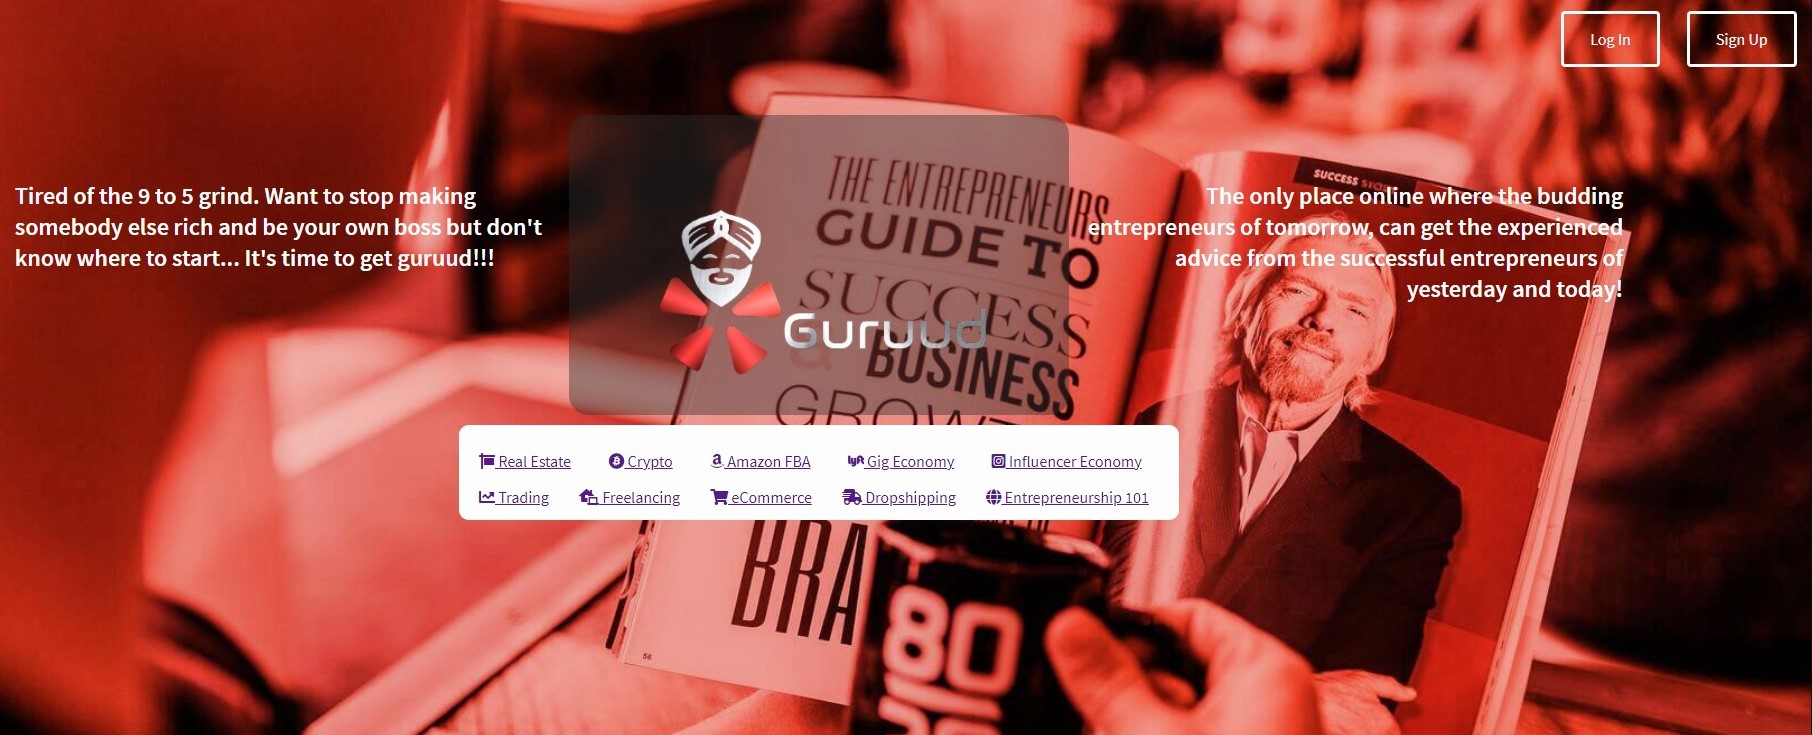 Log In
Sign Up
Tired of the 9 to 5 grind. Want to stop making
somebody else rich and be your own boss but don't
know where to start... It's time to get guruud!!!
The only place online where the budding
entrepreneurs of tomorrow, can get the experienced
advice from the successful entrepreneurs of
yesterday and today!
SUCCESS
THE ENTREPRENEURS
GUIDE TO
SUCCESS
&
BUSINESS
GROWT
BRA
56
Guruud
Real Estate
Crypto
Amazon FBA
lyft Gig Economy
Influencer Economy
Trading
Freelancing
eCommerce
Dropshipping
Entrepreneurship 101